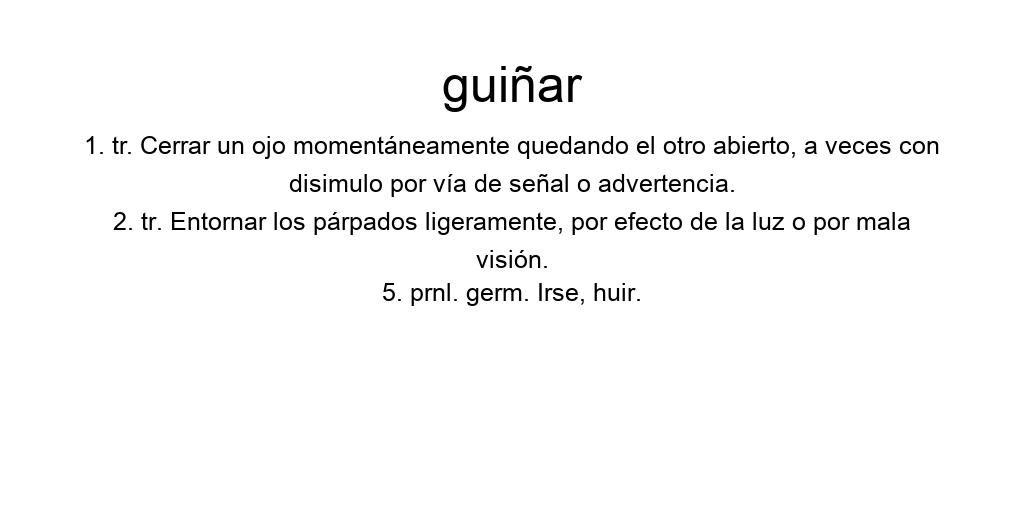 guiñar
1. tr. Cerrar un ojo momentáneamente quedando el otro abierto, a veces con
disimulo por vía de señal o advertencia.
2. tr. Entornar los párpados ligeramente, por efecto de la luz o por mala
visión.
5. prnl. germ. Irse, huir.